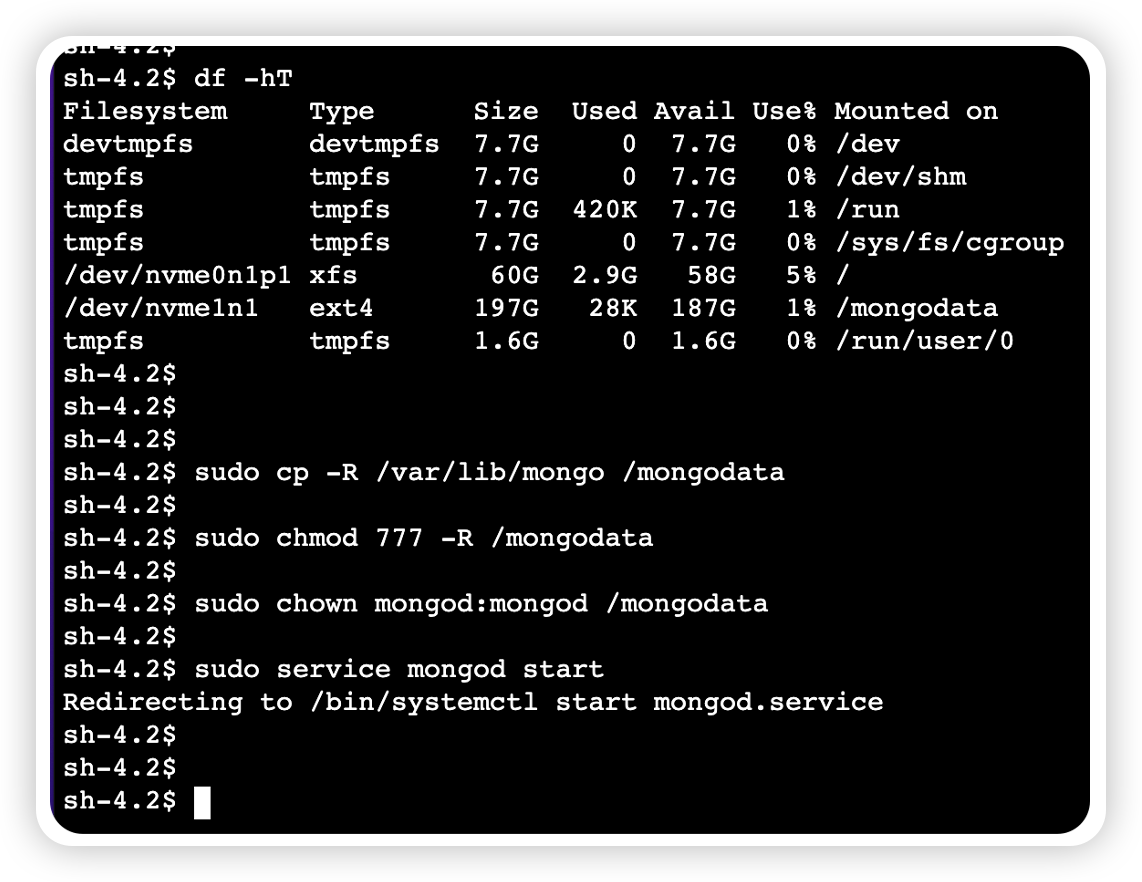 sh-4.2$
sh-4.2$ df -hT
Filesystem Type Size Used Avail Use% Mounted on
devtmpfs devtmpfs 7.7G 0 7.7G 0% /dev
tmpfs tmpfs 7.7G 0 7.7G 0% /dev/shm
tmpfs tmpfs 7.7G 420K 7.7G 1% /run
tmpfs tmpfs 7.7G 0 7.7G 0% /sys/fs/cgroup
/dev/nvme0n1p1 xfs 60G 2.9G 58G 5% /
/dev/nvme1n1 ext4 197G 28K 187G 1% /mongodata
tmpfs tmpfs 1.6G 0 1.6G 0% /run/user/0
sh-4.2$
sh-4.2$
sh-4.2$
sh-4.2$ sudo cp -R /var/lib/mongo /mongodata
sh-4.2$
sh-4.2$ sudo chmod 777 -R /mongodata
sh-4.2$
sh-4.2$ sudo chown mongod:mongod /mongodata
sh-4.2$
sh-4.2$ sudo service mongod start
Redirecting to /bin/systemctl start mongod.service
sh-4.2$
sh-4.2$
sh-4.2$